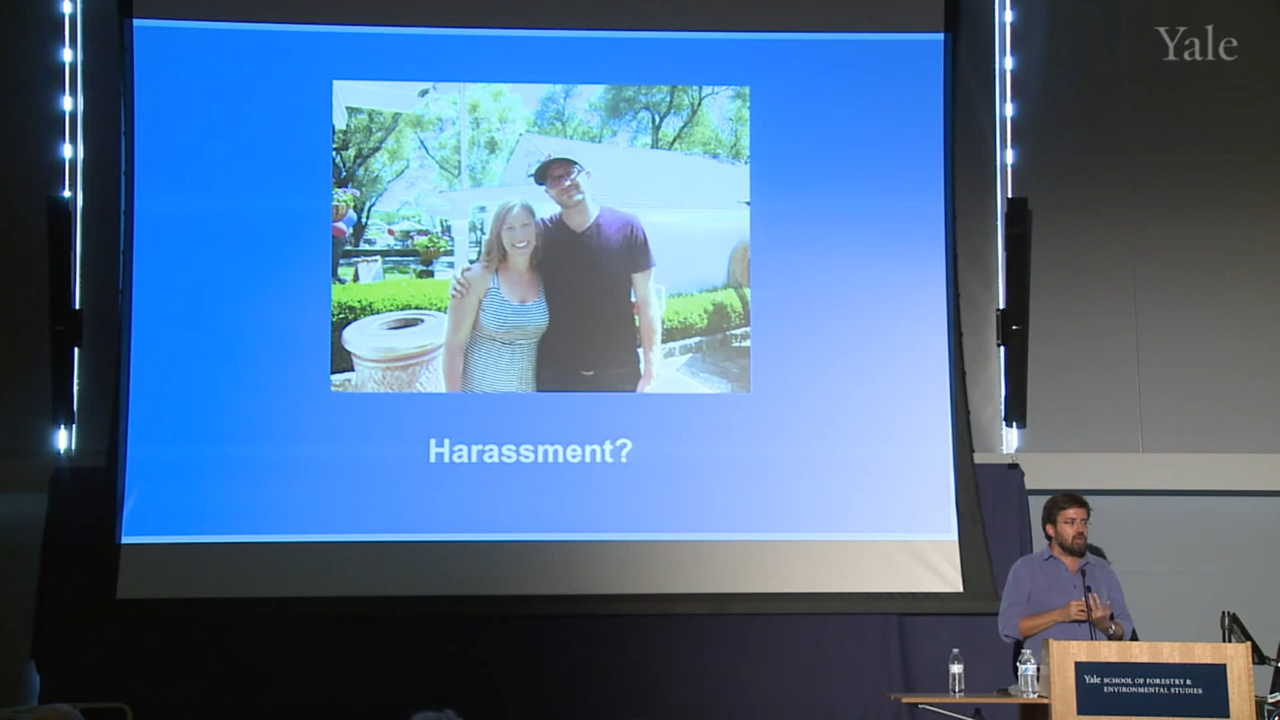 Yale
Harassment?
Yale SCHOOL OF FORESTRY &
ENVIRONMENTAL STUDIES